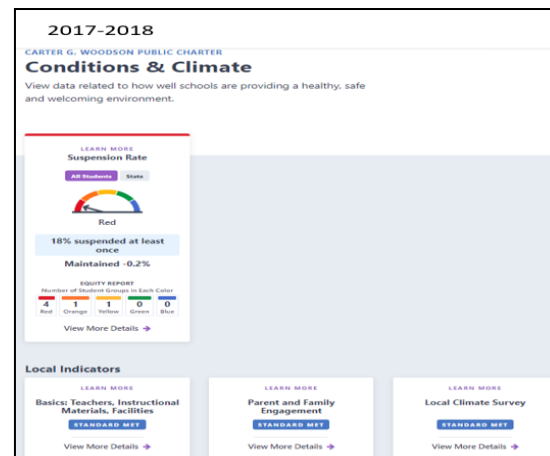 2017-2018
CARTER G. WOODSON PUBLIC CHARTER
Conditions & Climate
View data related to how well schools are providing a healthy, safe
and welcoming environment.
LEARN MORE
Suspension Rate
All Students State
Red
18% suspended at least
once
Maintained -0.2%
EQUITY REPORT
Number of Student Groups in Each Color
4 1 1 0 0
Red Orange Yellow Green Blue
View More Details →
Local Indicators
LEARN MORE LEARN MORE LEARN MORE
Basics: Teachers, Instructional Parent and Family Local Climate Survey
Materials, Facilities Engagement
STANDARD MET STANDARD MET STANDARD MET
View More Details → View More Details → View More Details →